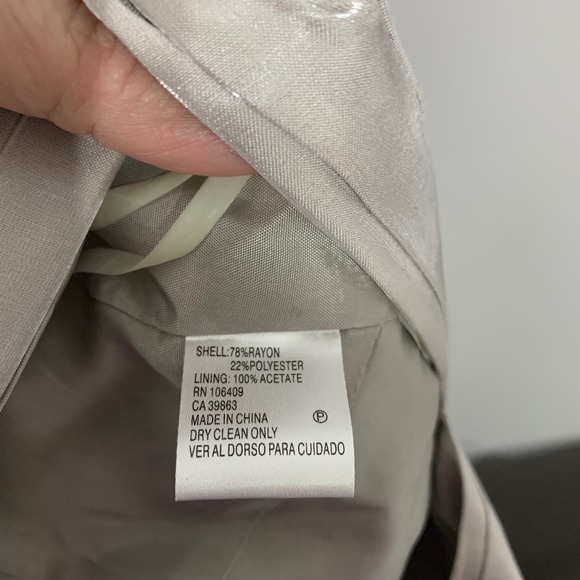 SHELL:78%RAYON
22%POLYESTER
LINING: 100% ACETATE
RN 106409
CA 39863
MADE IN CHINA Ⓟ
DRY CLEAN ONLY
VER AL DORSO PARA CUIDADO